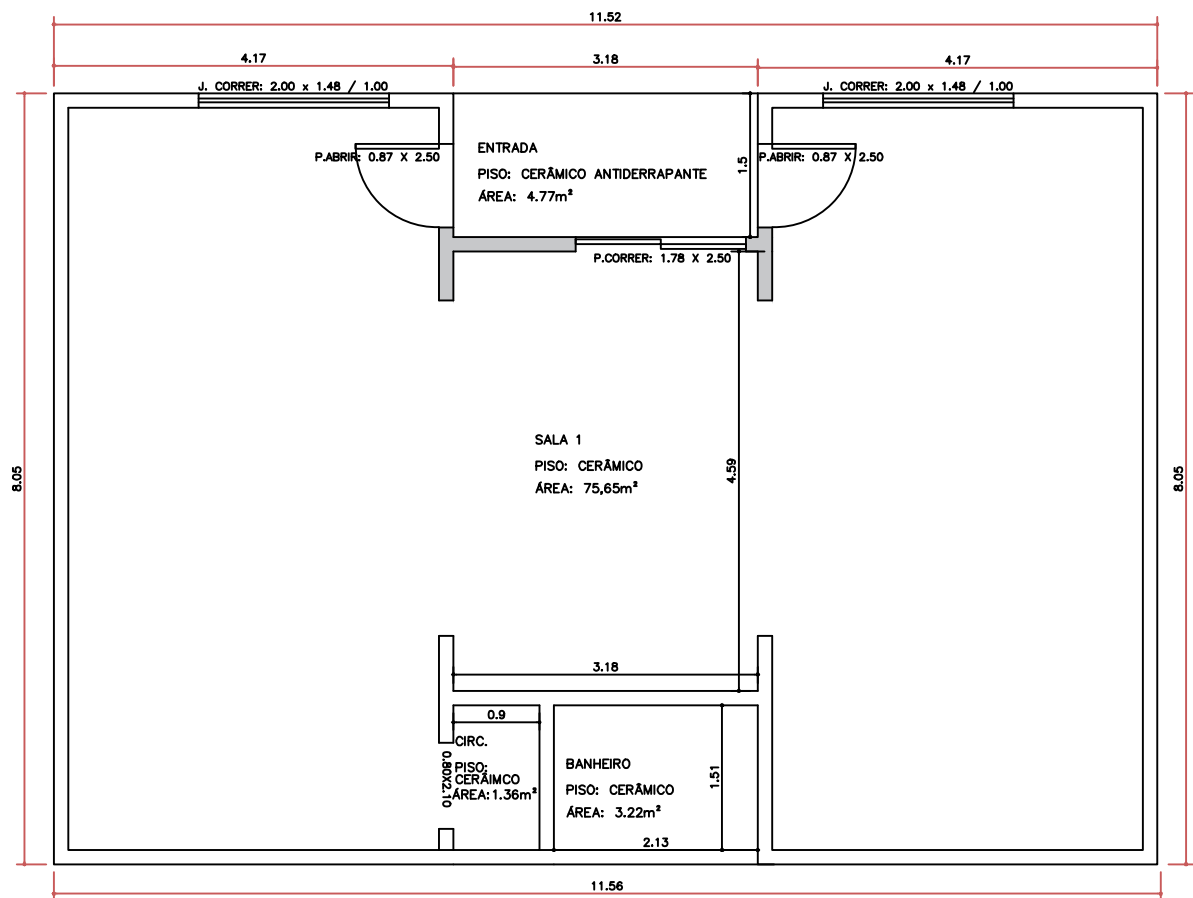 11.52
4.17
3.18
4.17
J. CORRER: 2.00 x 1.48 / 1.00
J. CORRER: 2.00 x 1.48 / 1.00
ENTRADA
P.ABRIR: 0.87 X 2.50
P.ABRIR: 0.87 X 2.50
1.5
PISO: CERÂMICO ANTIDERRAPANTE
ÁREA: 4.77m²
P.CORRER: 1.78 X 2.50
SALA 1
PISO: CERÂMICO
ÁREA: 75,65m²
4.59
8.05
8.05
3.18
0.9
CIRC.
PISO:
CERÂIMCO
ÁREA: 1.36m²
0.80X2.10
BANHEIRO
PISO: CERÂMICO
ÁREA: 3.22m²
1.51
2.13
11.56